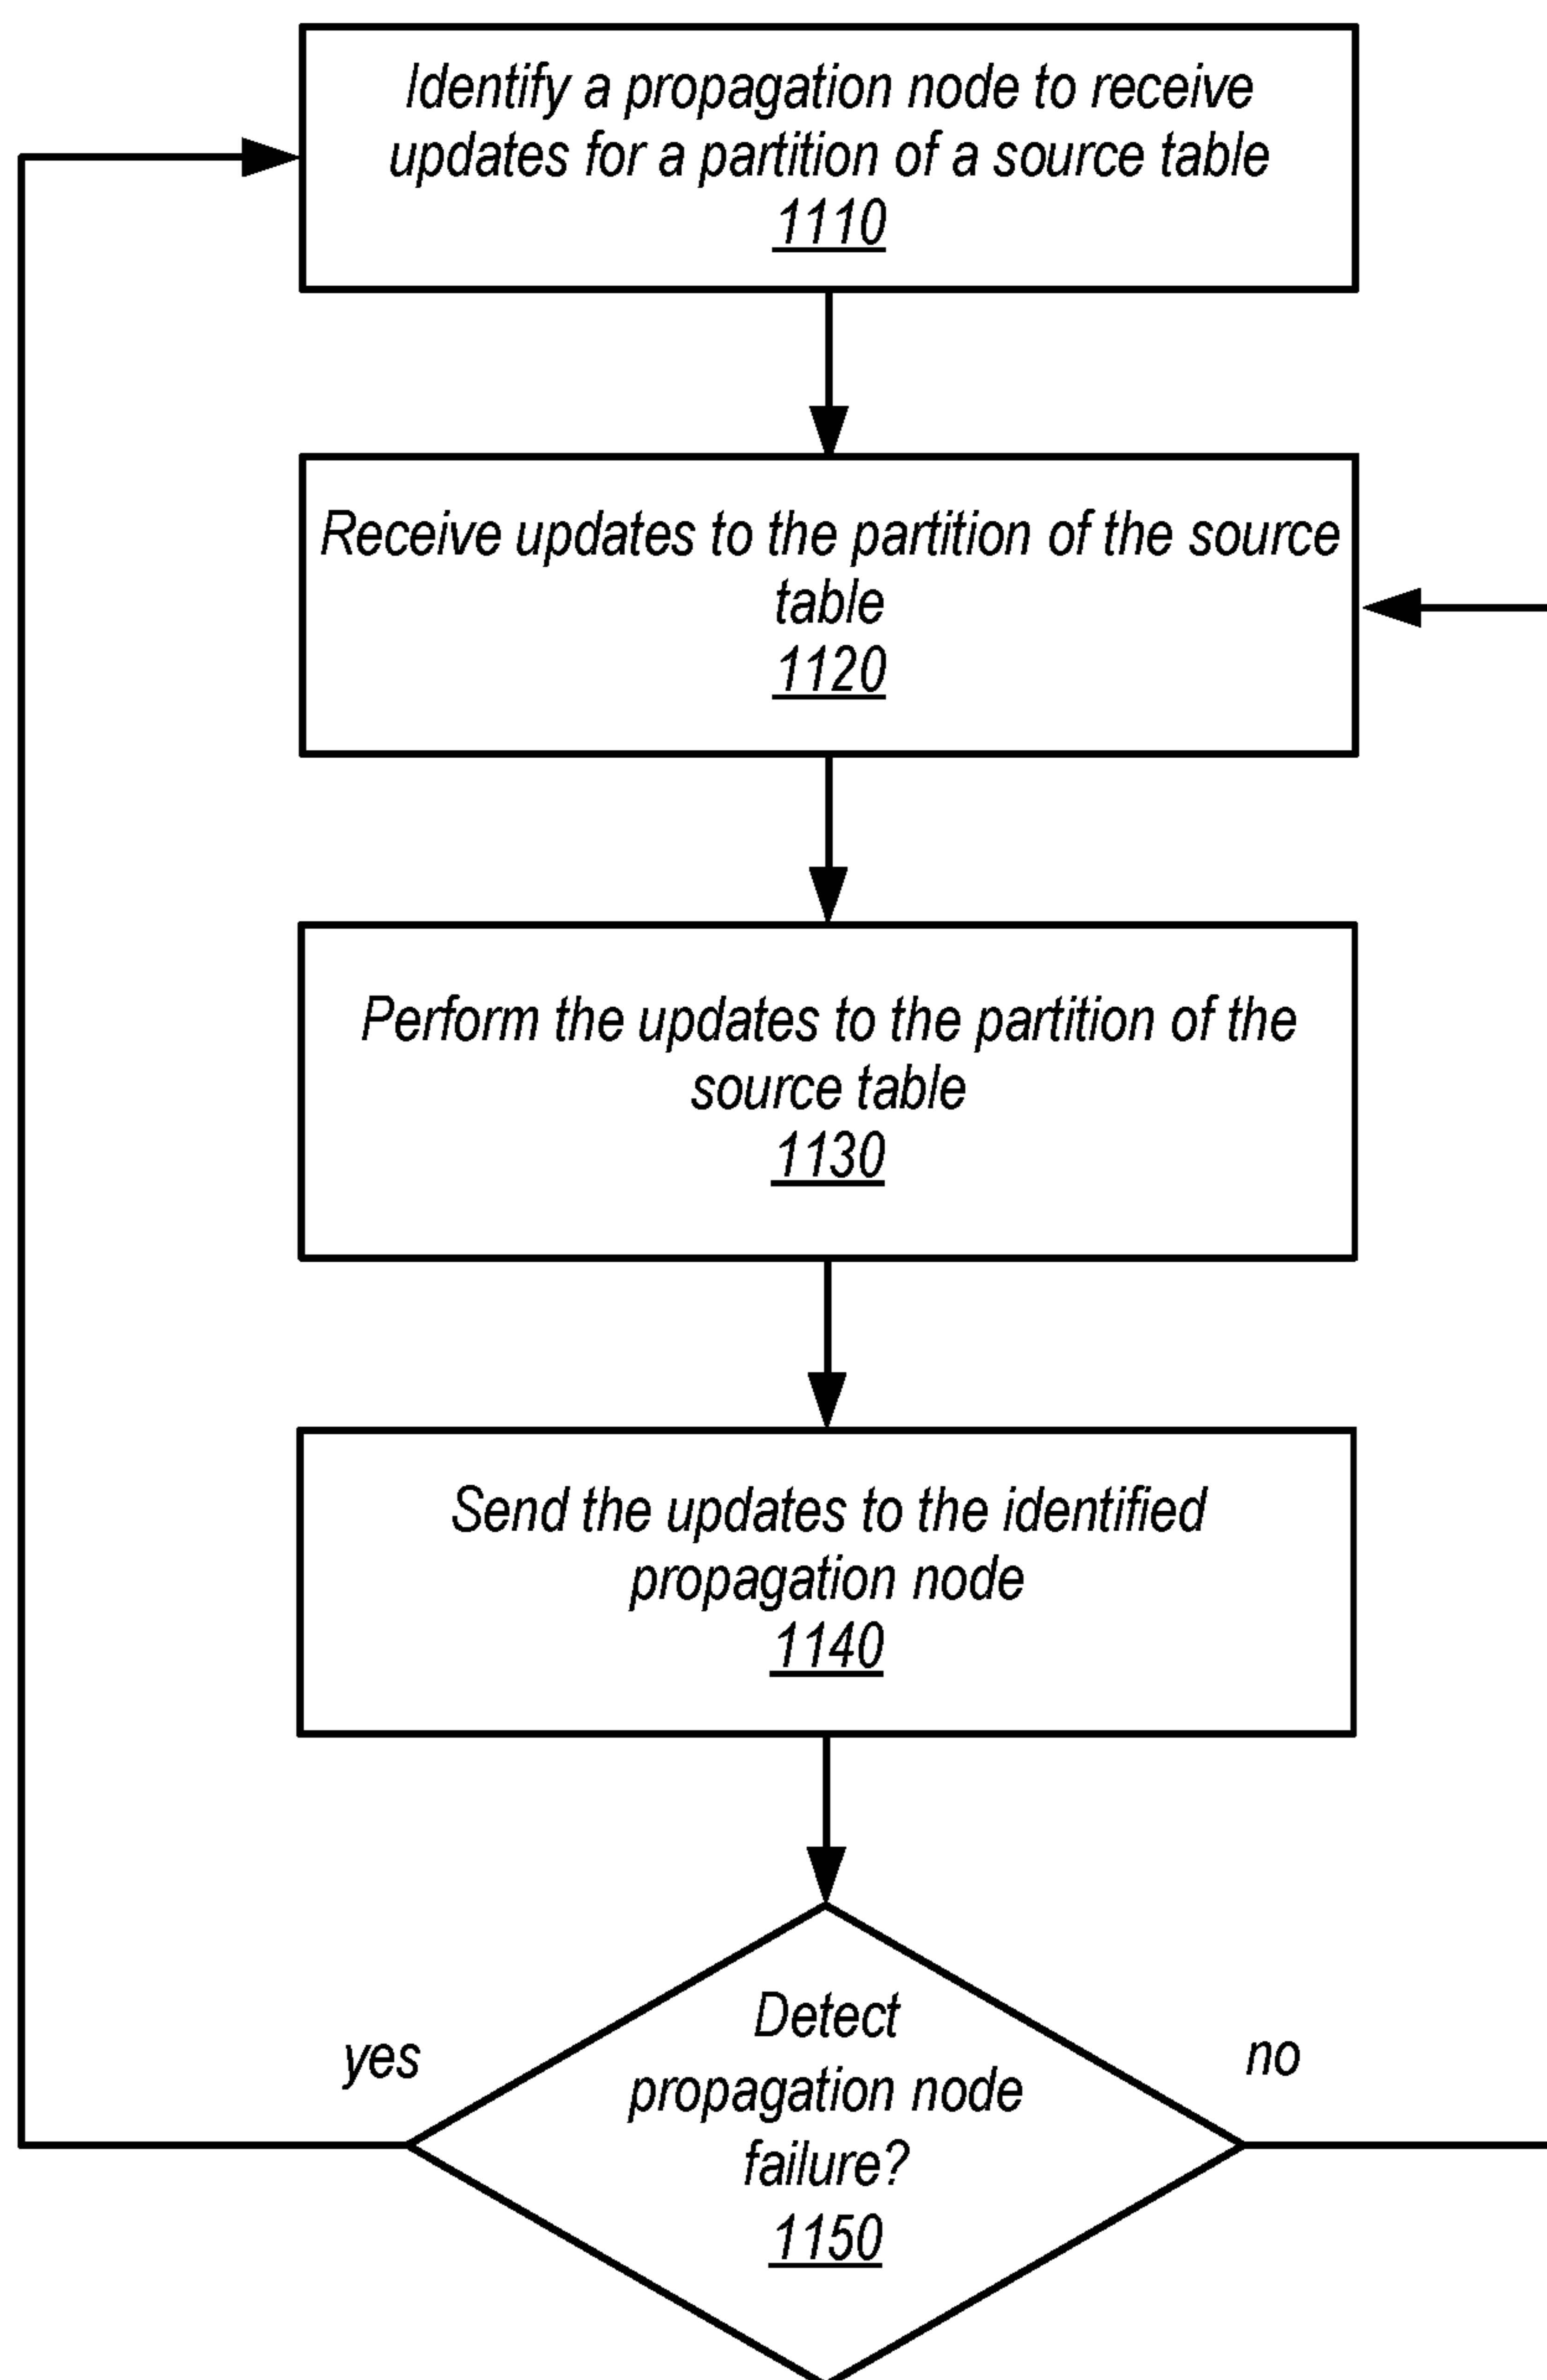 Identify a propagation node to receive
updates for a partition of a source table
1110
Receive updates to the partition of the source
table
1120
Perform the updates to the partition of the
source table
1130
Send the updates to the identified
propagation node
1140
Detect
propagation node
failure?
1150
yes
no